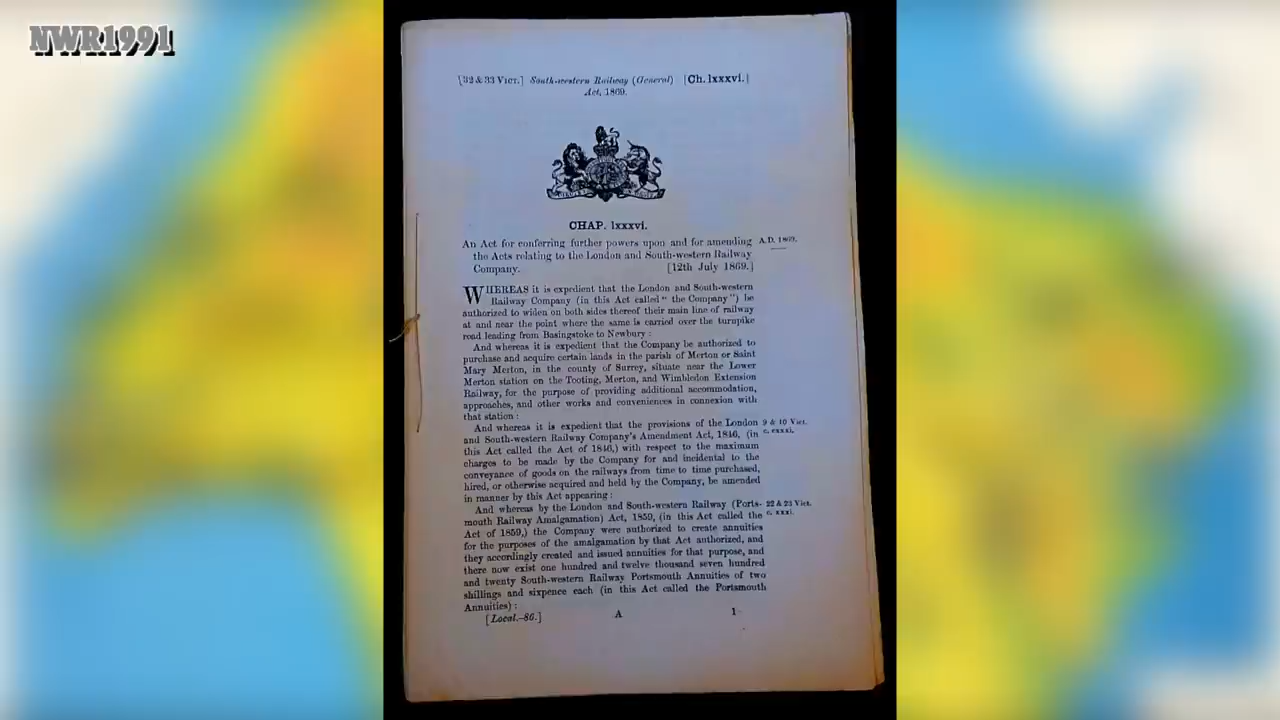 NWR1991
[32 & 33 VICT.] South-western Railway (General) [Ch. lxxxvi.]
Act, 1869.
CHAP. lxxxvi.
An Act for conferring further powers upon and for amending A.D. 1869.
the Acts relating to the London and South-western Railway
Company. [12th July 1869.]
WHEREAS it is expedient that the London and South-western
Railway Company (in this Act called "the Company") be
authorized to widen on both sides thereof their main line of railway
at and near the point where the same is carried over the turnpike
road leading from Basingstoke to Newbury:
And whereas it is expedient that the Company be authorized to
purchase and acquire certain lands in the parish of Merton or Saint
Mary Merton, in the county of Surrey, situate near the Lower
Merton station on the Tooting, Merton, and Wimbledon Extension
Railway, for the purpose of providing additional accommodation,
approaches, and other works and conveniences in connexion with
that station:
And whereas it is expedient that the provisions of the London 9 & 10 Vict.
and South-western Railway Company's Amendment Act, 1846, (in c. cxxxi.
this Act called the Act of 1846,) with respect to the maximum
charges to be made by the Company for and incidental to the
conveyance of goods on the railways from time to time purchased,
hired, or otherwise acquired and held by the Company, be amended
in manner by this Act appearing:
And whereas by the London and South-western Railway (Ports- 22 & 23 Vict.
mouth Railway Amalgamation) Act, 1859, (in this Act called the c. xxxi.
Act of 1859,) the Company were authorized to create annuities
for the purposes of the amalgamation by that Act authorized, and
they accordingly created and issued annuities for that purpose, and
there now exist one hundred and twelve thousand seven hundred
and twenty South-western Railway Portsmouth Annuities of two
shillings and sixpence each (in this Act called the Portsmouth
Annuities):
[Local.-86.] A 1